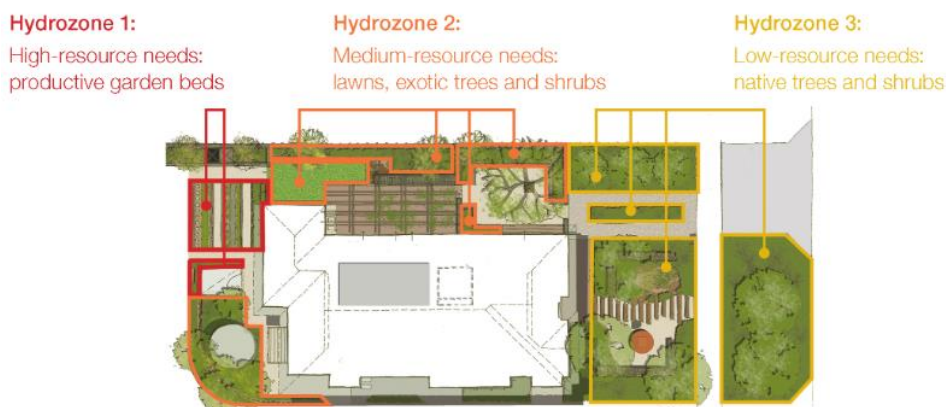 Hydrozone 1:
High-resource needs:
productive garden beds
Hydrozone 2:
Medium-resource needs:
lawns, exotic trees and shrubs
Hydrozone 3:
Low-resource needs:
native trees and shrubs